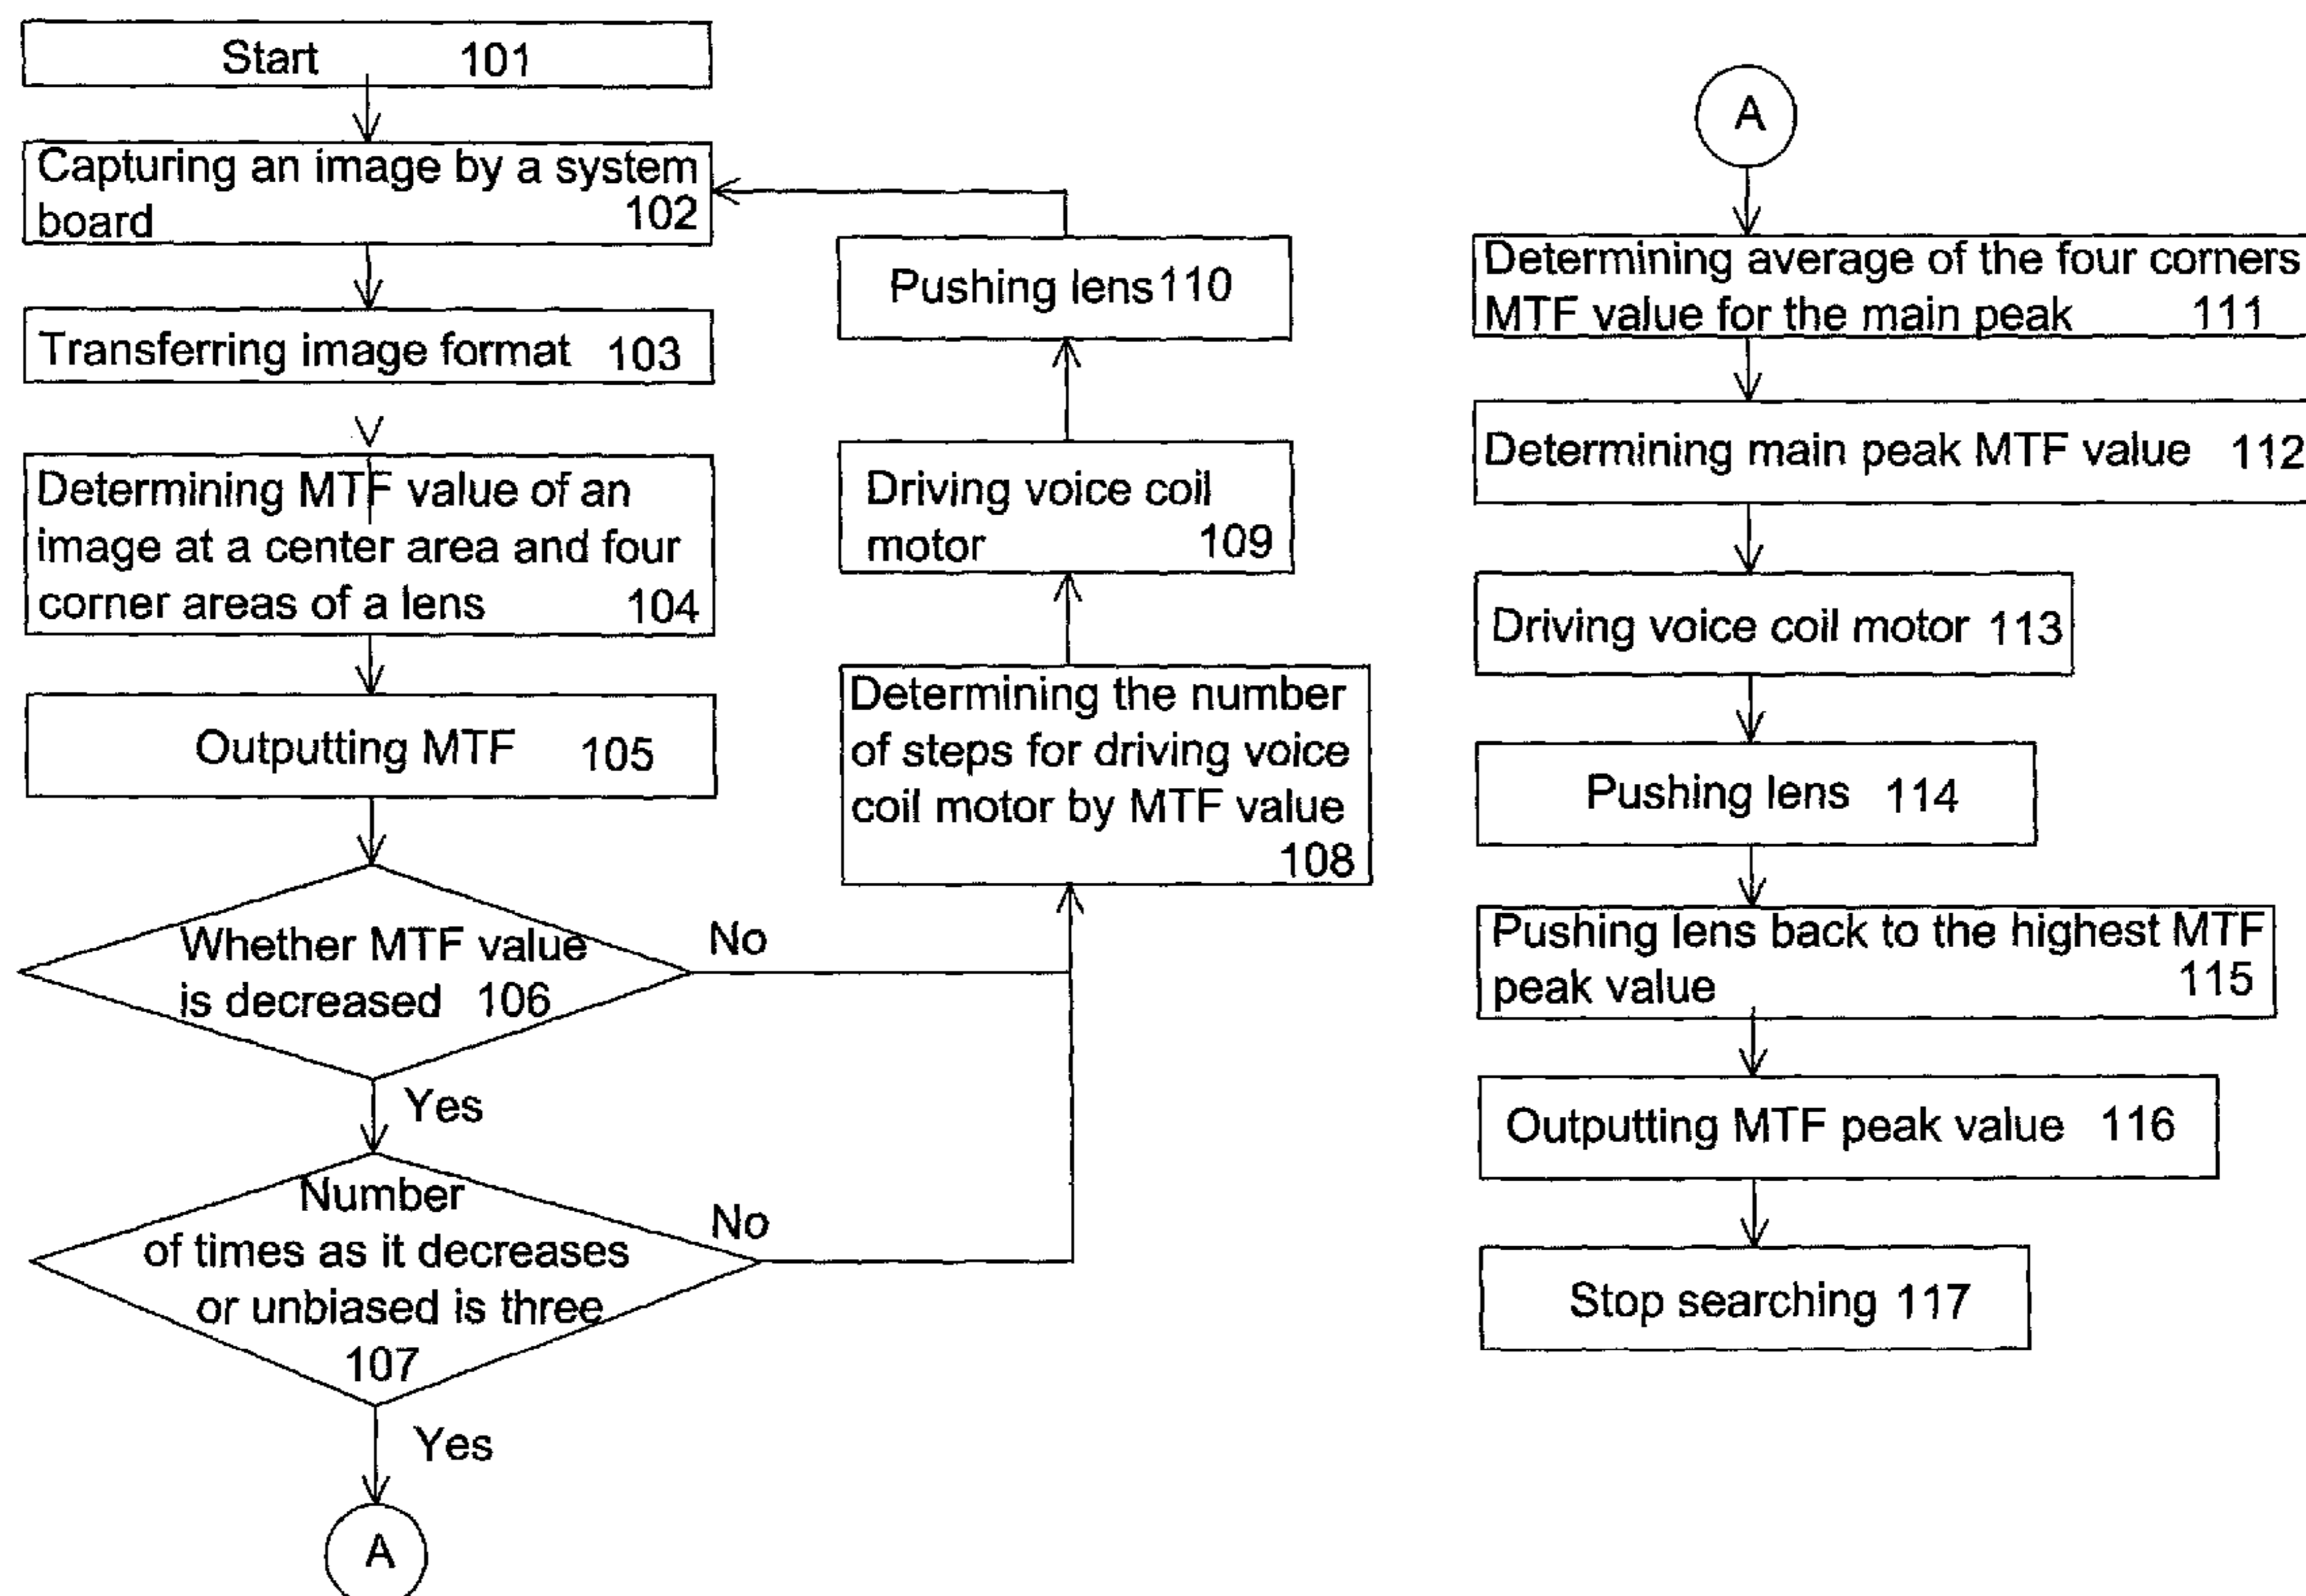 Start 101
Capturing an image by a system
board 102
Transferring image format 103
Determining MTF value of an
image at a center area and four
corner areas of a lens 104
Outputting MTF 105
Whether MTF value
is decreased 106
No
Yes
Number
of times as it decreases
or unbiased is three
107
No
Yes
A
Pushing lens 110
Driving voice coil
motor 109
Determining the number
of steps for driving voice
coil motor by MTF value
108
A
Determining average of the four corners
MTF value for the main peak 111
Determining main peak MTF value 112
Driving voice coil motor 113
Pushing lens 114
Pushing lens back to the highest MTF
peak value 115
Outputting MTF peak value 116
Stop searching 117